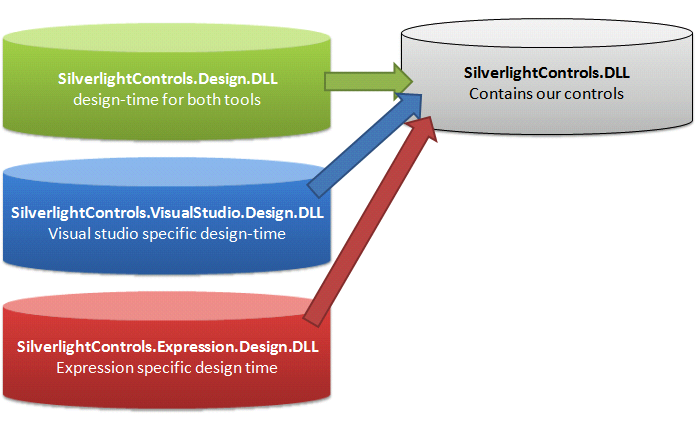 SilverlightControls.Design.DLL
design-time for both tools
SilverlightControls.DLL
Contains our controls
SilverlightControls.VisualStudio.Design.DLL
Visual studio specific design-time
SilverlightControls.Expression.Design.DLL
Expression specific design time